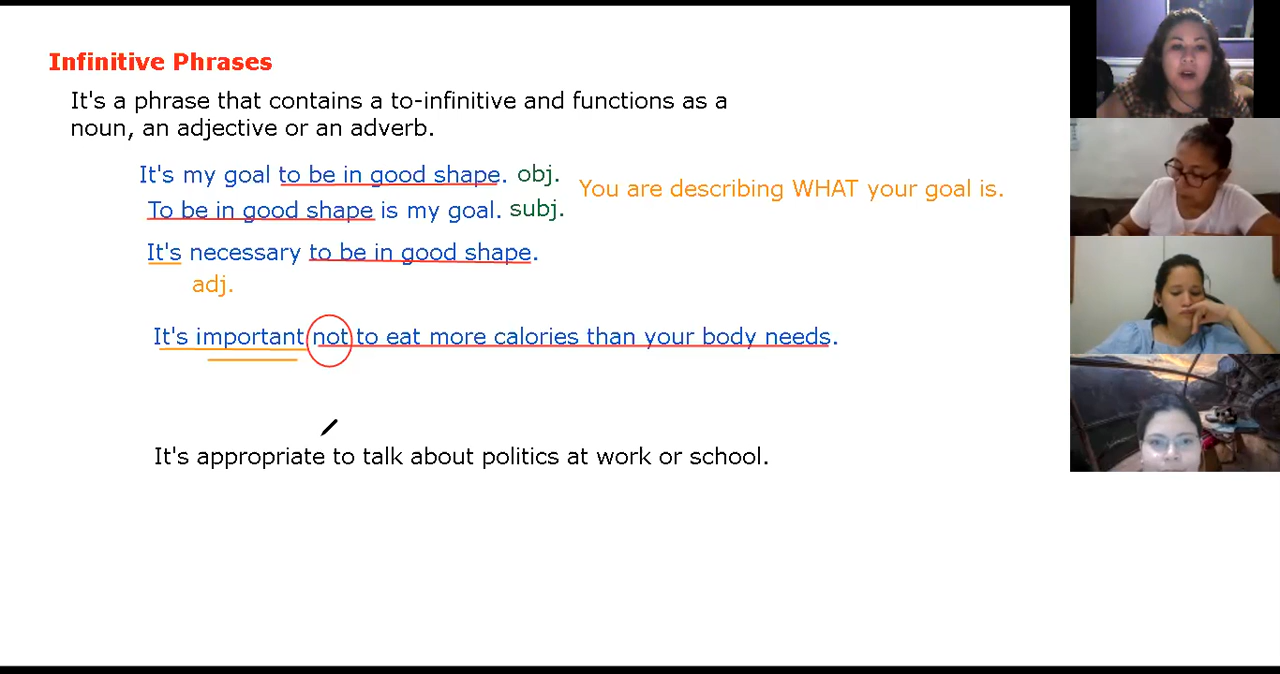 Infinitive Phrases
It's a phrase that contains a to-infinitive and functions as a
noun, an adjective or an adverb.
It's my goal to be in good shape. obj.
You are describing WHAT your goal is.
To be in good shape is my goal. subj.
It's necessary to be in good shape.
adj.
It's important not to eat more calories than your body needs.
It's appropriate to talk about politics at work or school.